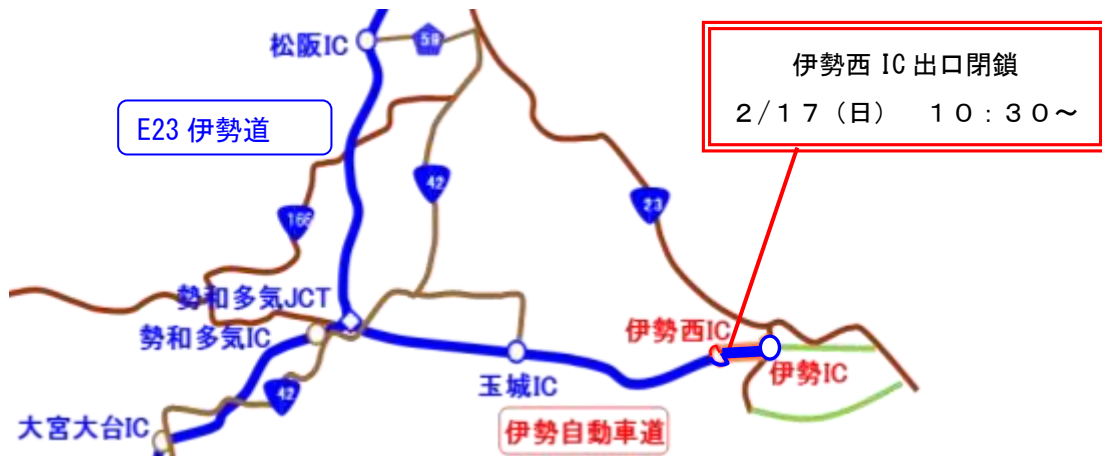 松阪IC
59
伊勢西 IC 出口閉鎖
2/17（日）　10：30～
E23 伊勢道
42
166
23
勢和多気JCT
勢和多気IC
伊勢西IC
伊勢IC
玉城IC
42
大宮大台IC
伊勢自動車道